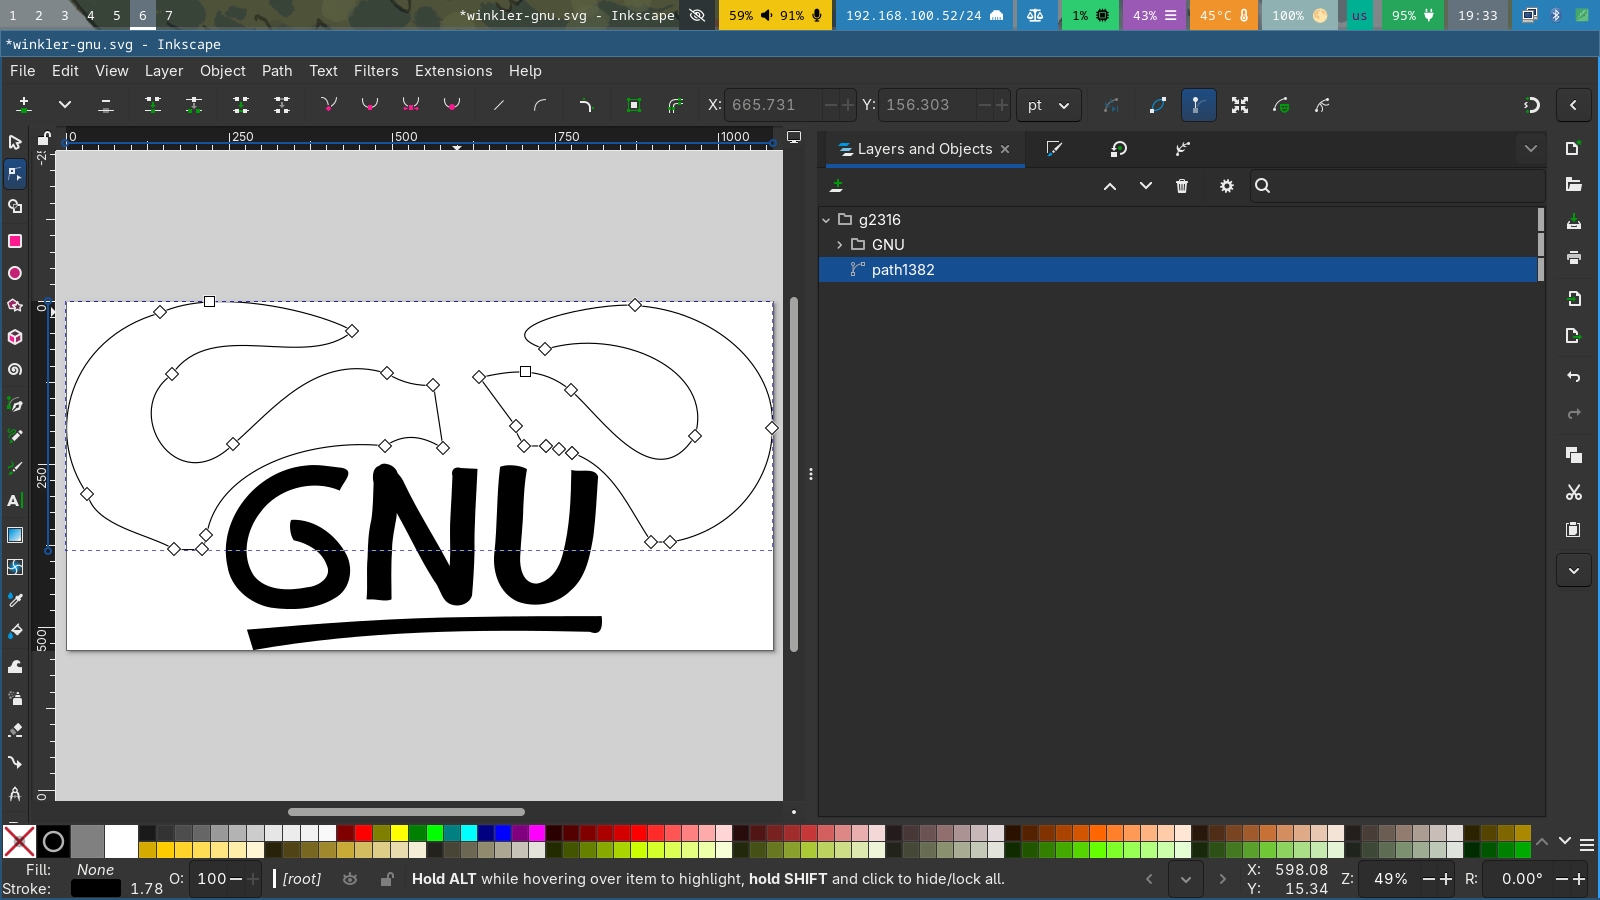 1 2 3 4 5 6 7 *winkler-gnu.svg - Inkscape 59% 91% 192.168.100.52/24 1% 43% 45°C 100% us 95% 19:33
*winkler-gnu.svg - Inkscape
File Edit View Layer Object Path Text Filters Extensions Help
X: 665.731 Y: 156.303 pt
0 250 500 750 1000
Layers and Objects
g2316
GNU
path1382
0
250
500
0
GNU
Fill: None
Stroke: 1.78
O: 100
[root]
Hold ALT while hovering over item to highlight, hold SHIFT and click to hide/lock all.
X: 598.08
Y: 15.34
Z: 49%
R: 0.00°